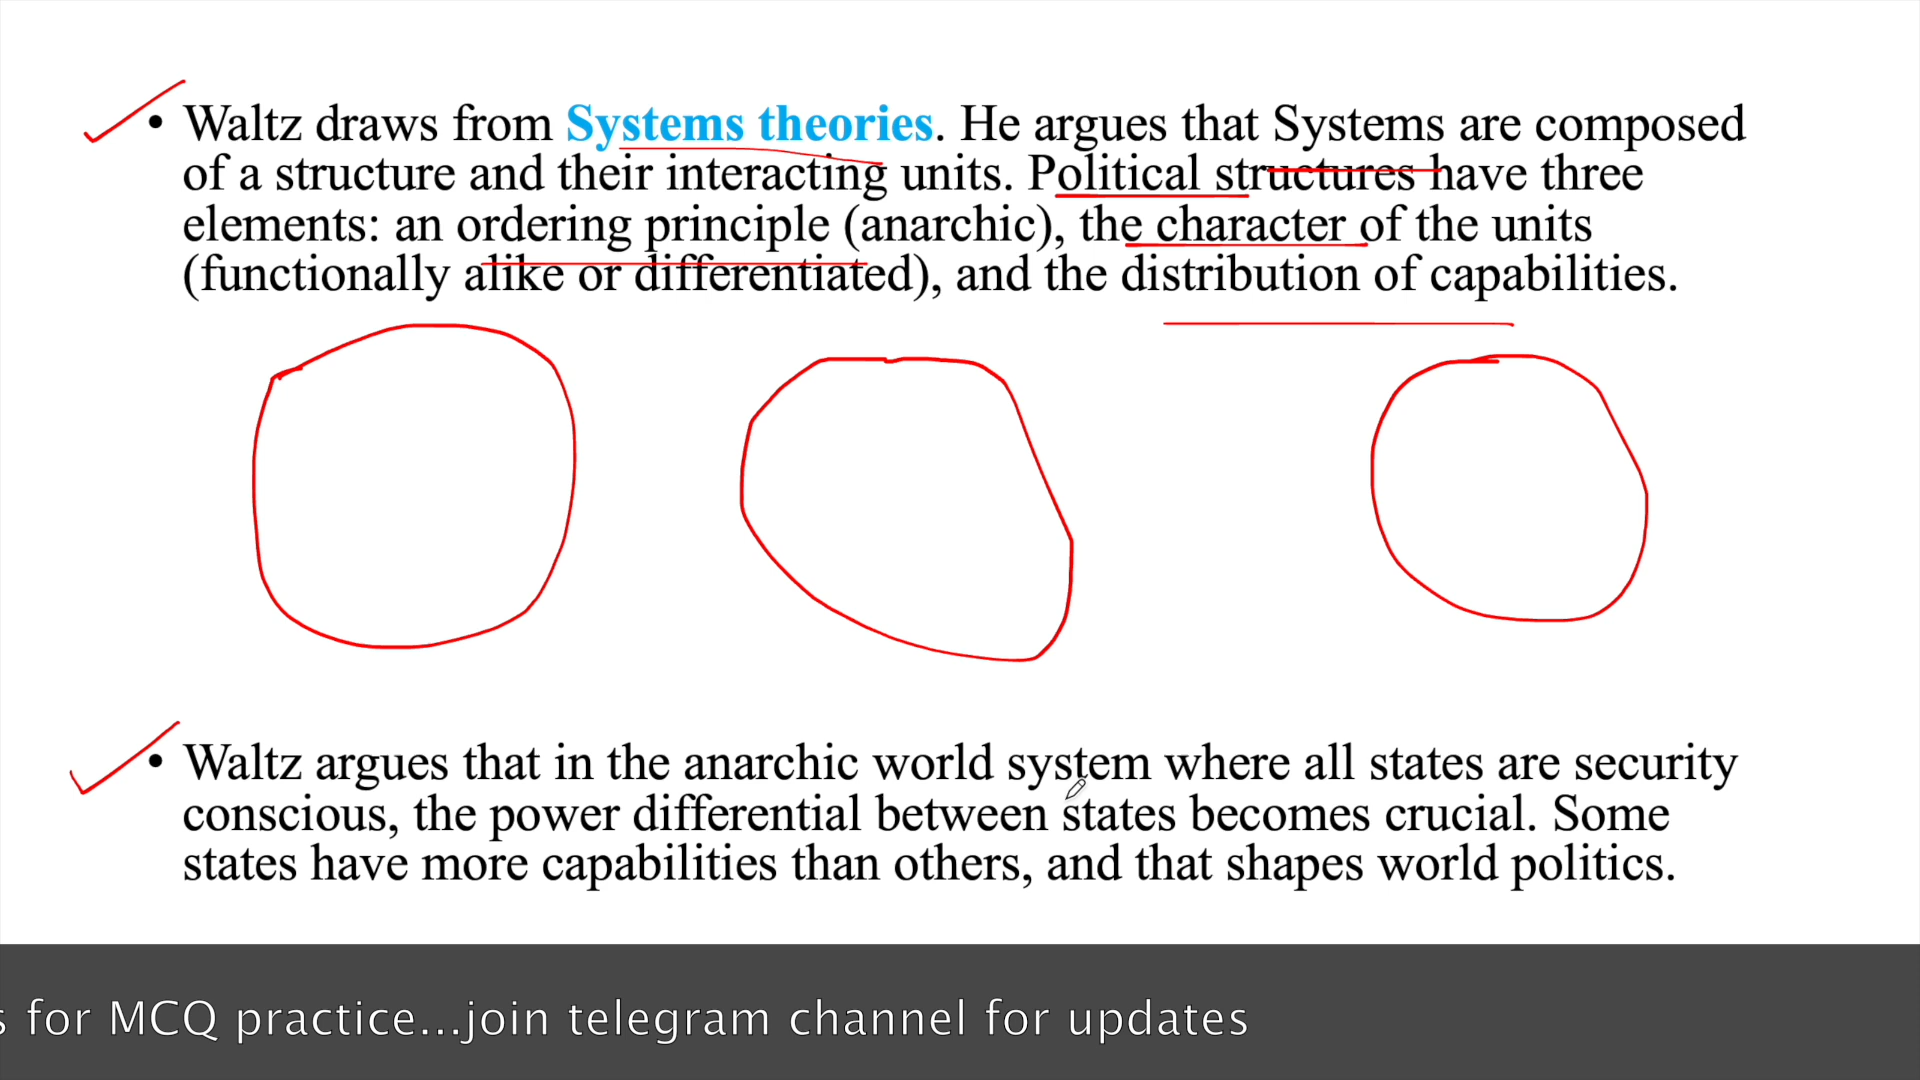 • Waltz draws from Systems theories. He argues that Systems are composed
of a structure and their interacting units. Political structures have three
elements: an ordering principle (anarchic), the character of the units
(functionally alike or differentiated), and the distribution of capabilities.
• Waltz argues that in the anarchic world system where all states are security
conscious, the power differential between states becomes crucial. Some
states have more capabilities than others, and that shapes world politics.
for MCQ practice...join telegram channel for updates